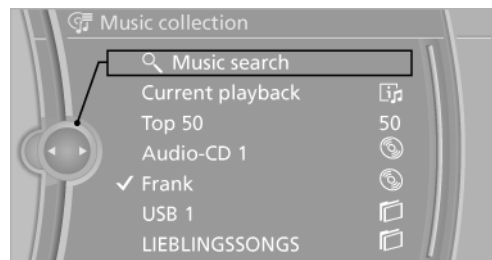 Music collection
Music search
Current playback
Top 50 50
Audio-CD 1
Frank
USB 1
LIEBLINGSSONGS